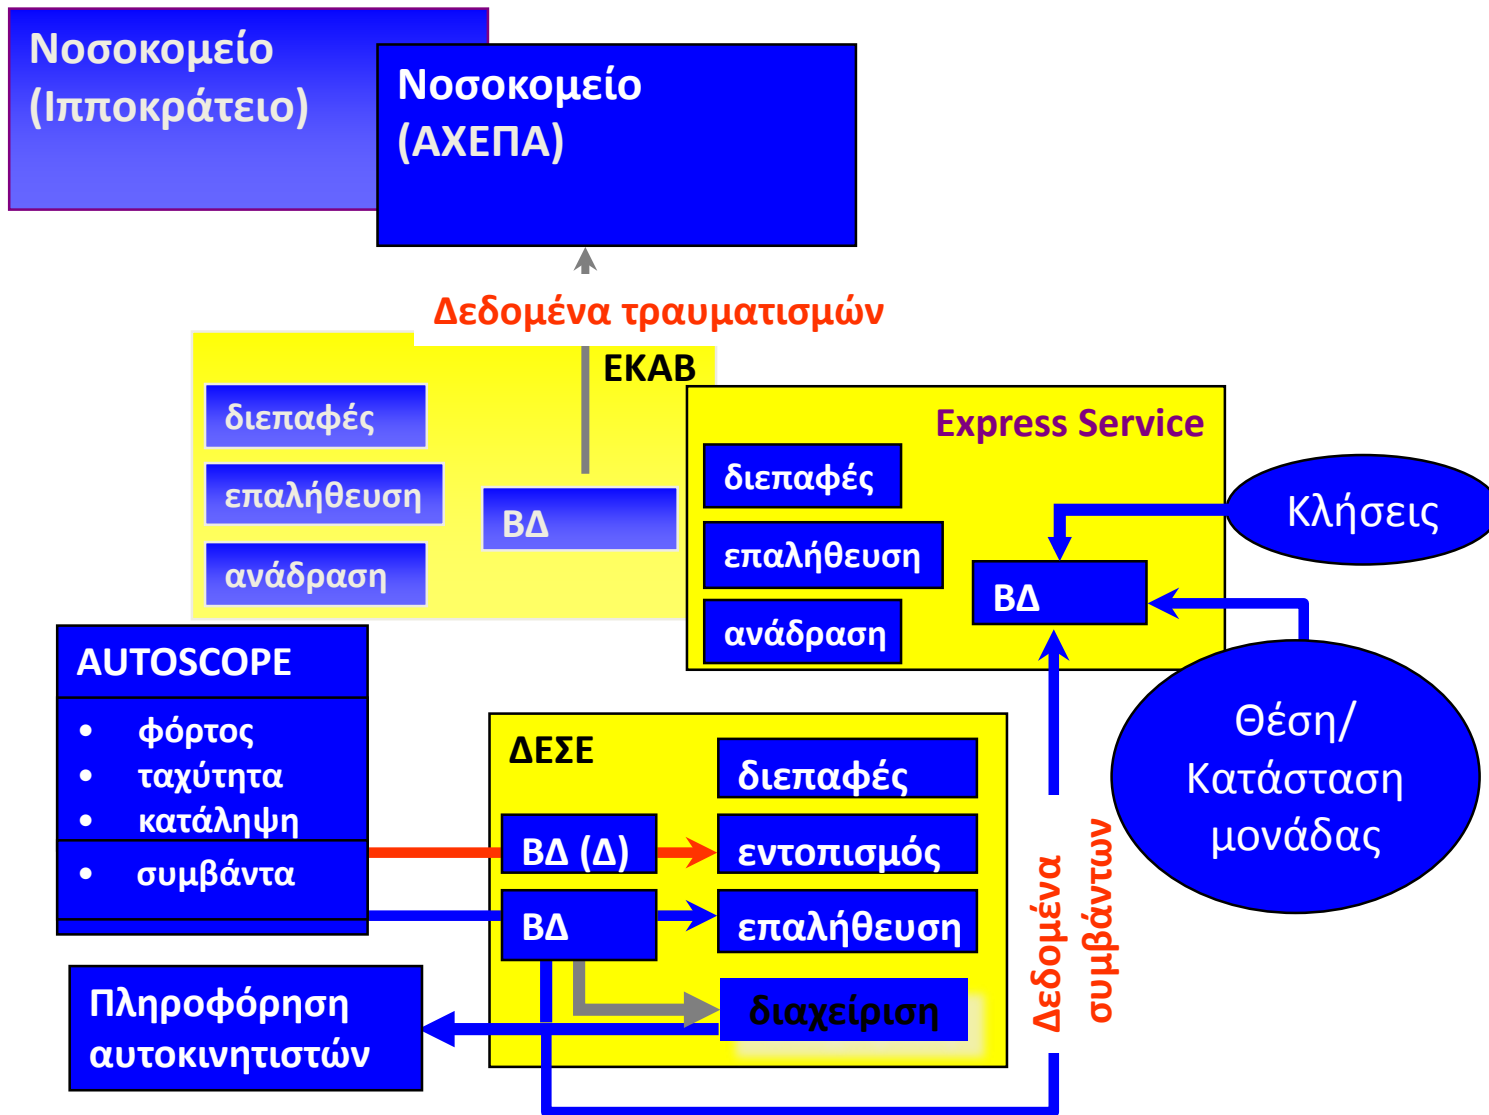 Νοσοκομείο
(Ιπποκράτειο)
Νοσοκομείο
(ΑΧΕΠΑ)
Δεδομένα τραυματισμών
ΕΚΑΒ
διεπαφές
επαλήθευση
ανάδραση
ΒΔ
Express Service
διεπαφές
επαλήθευση
ανάδραση
ΒΔ
Κλήσεις
Θέση/
Κατάσταση
μονάδας
AUTOSCOPE
• φόρτος
• ταχύτητα
• κατάληψη
• συμβάντα
ΔΕΣΕ
διεπαφές
ΒΔ (Δ)
εντοπισμός
ΒΔ
επαλήθευση
διαχείριση
Δεδομένα
συμβάντων
Πληροφόρηση
αυτοκινητιστών